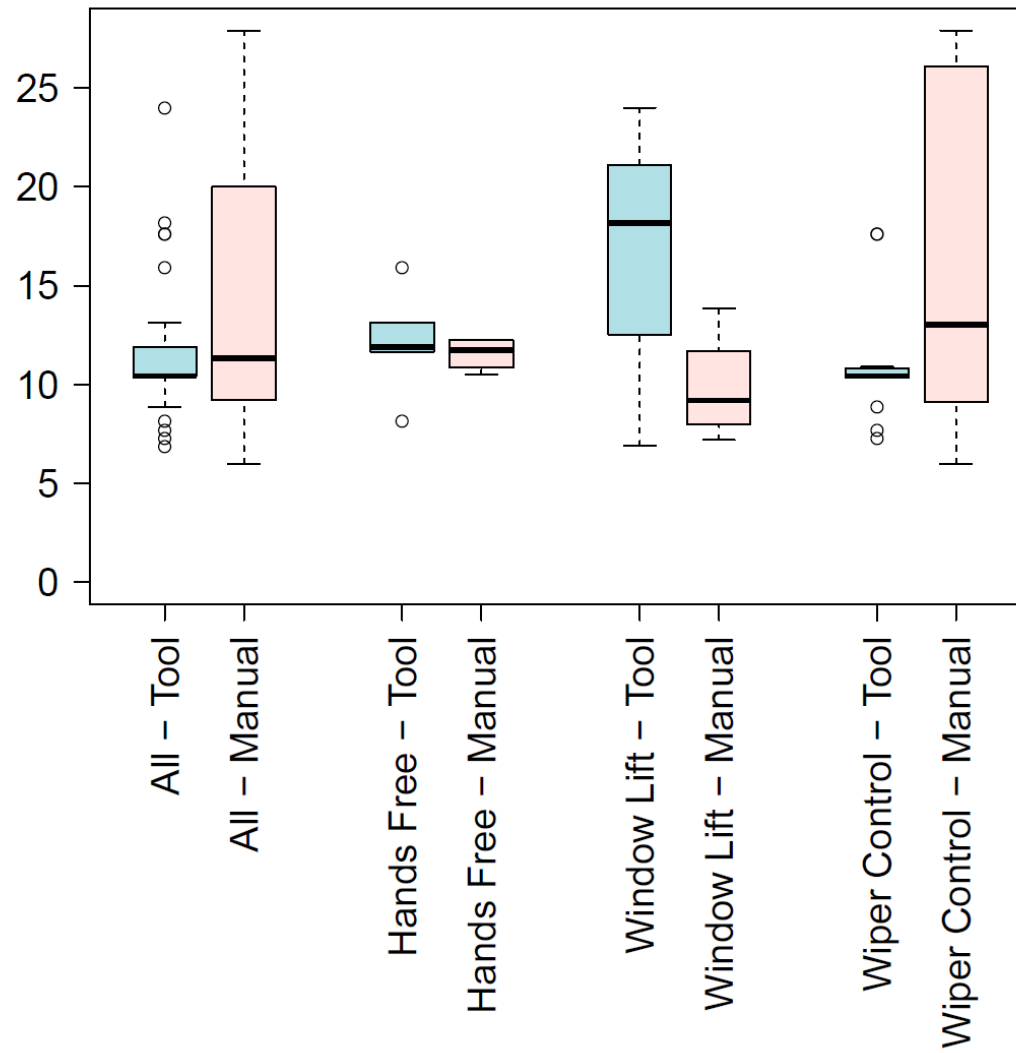 25
20
15
10
5
0
All − Tool
All − Manual
Hands Free − Tool
Hands Free − Manual
Window Lift − Tool
Window Lift − Manual
Wiper Control − Tool
Wiper Control − Manual